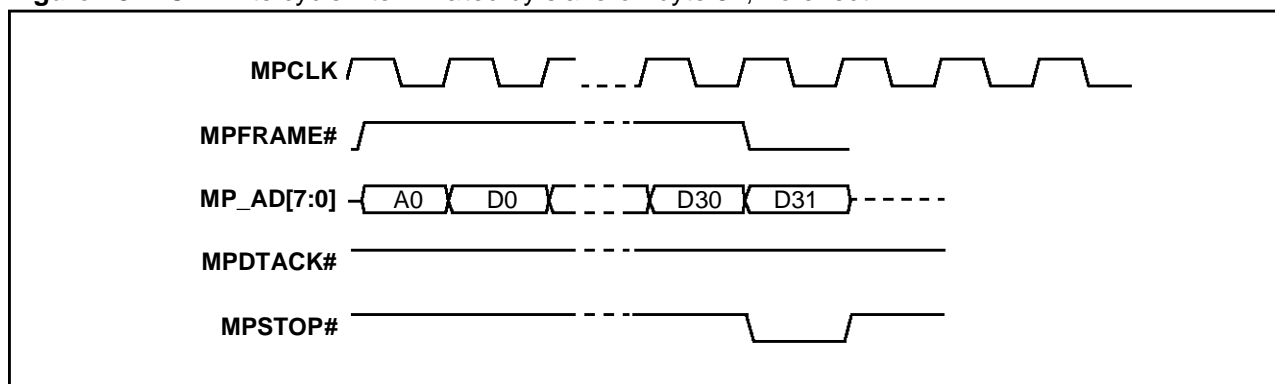 MPCLK
MPFRAME#
MP_AD[7:0] A0 D0 D30 D31
MPDTACK#
MPSTOP#